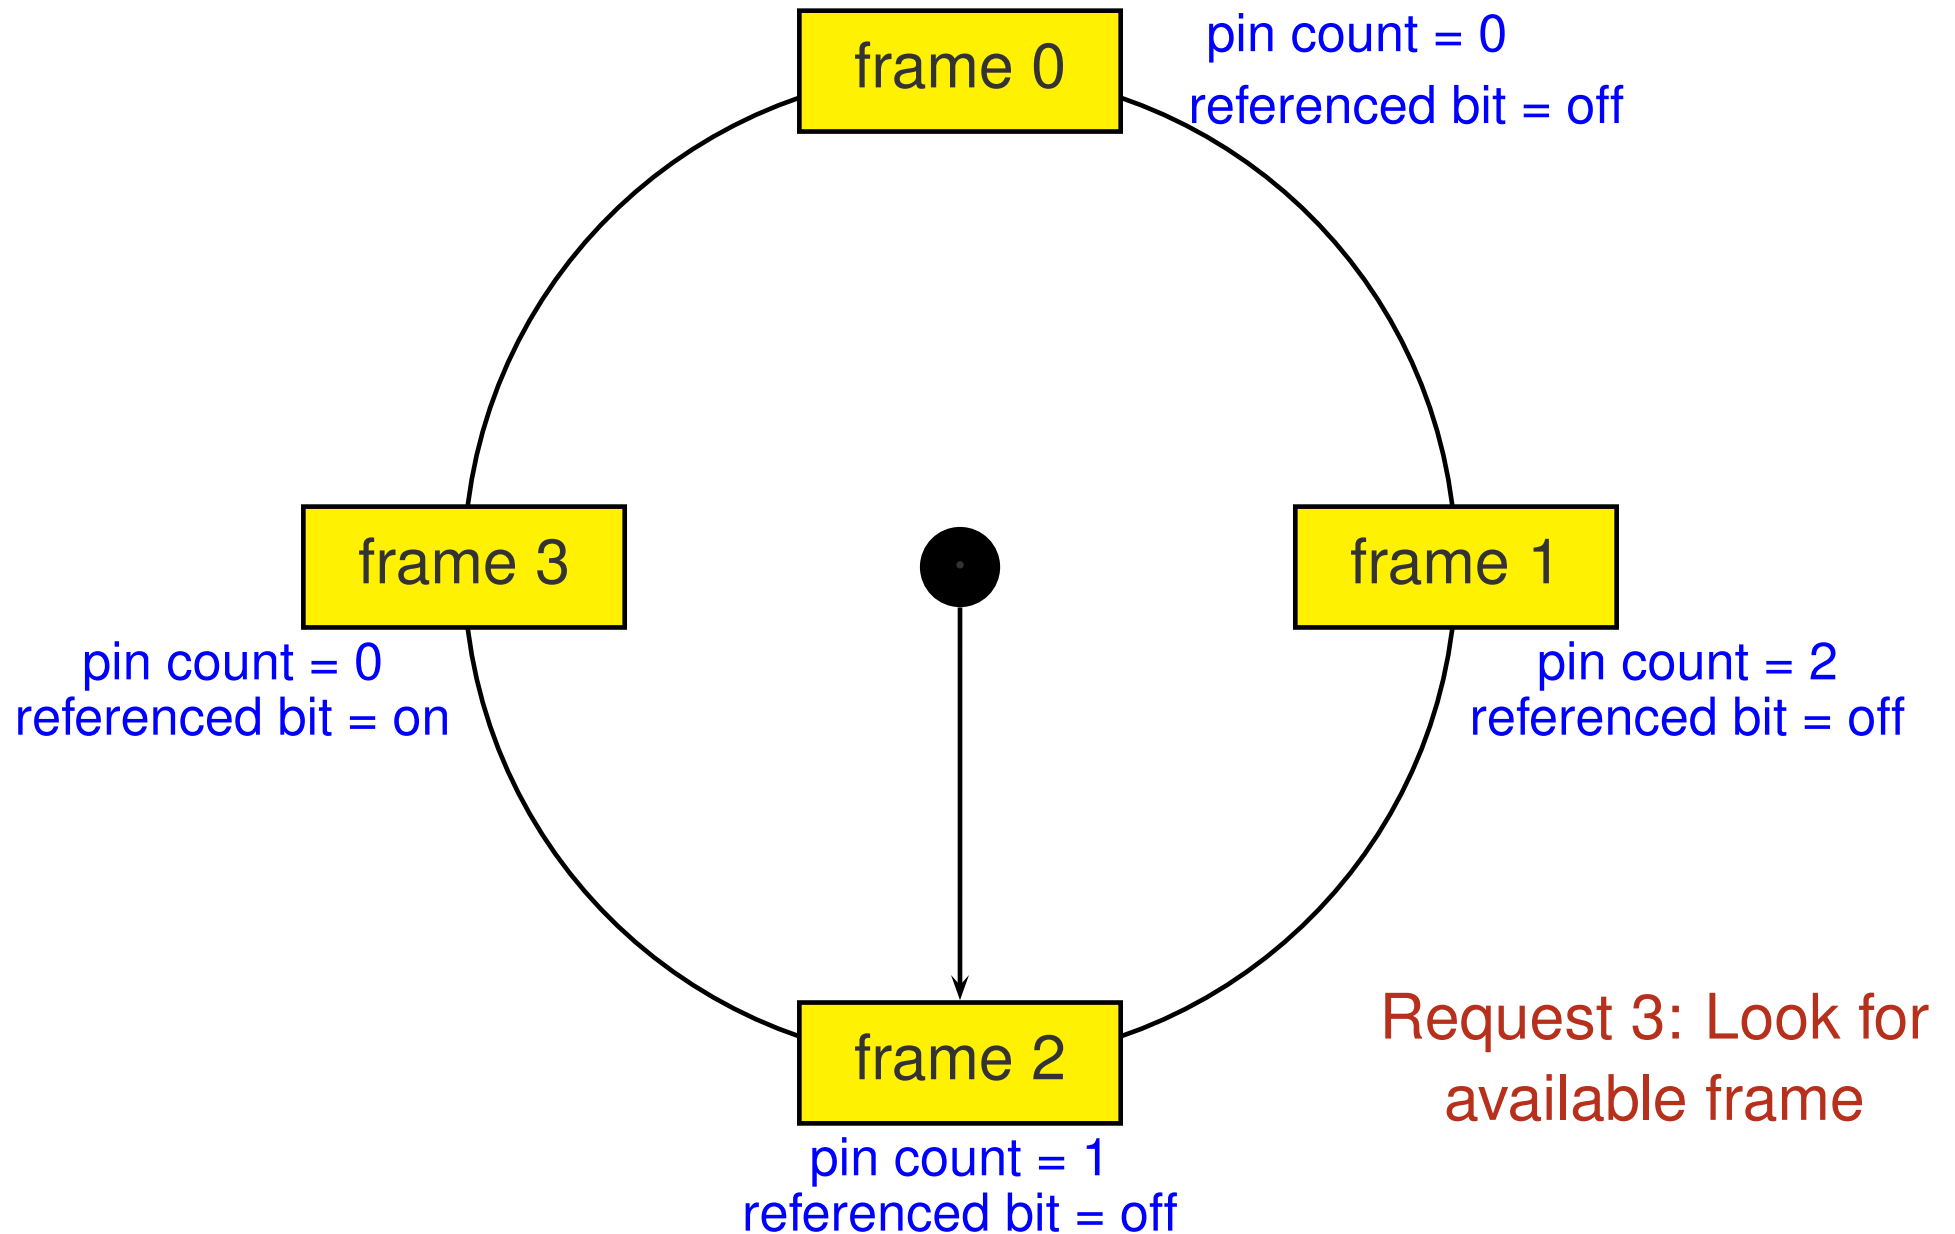 frame 0
pin count = 0
referenced bit = off
frame 3
pin count = 0
referenced bit = on
frame 1
pin count = 2
referenced bit = off
frame 2
pin count = 1
referenced bit = off
Request 3: Look for
available frame